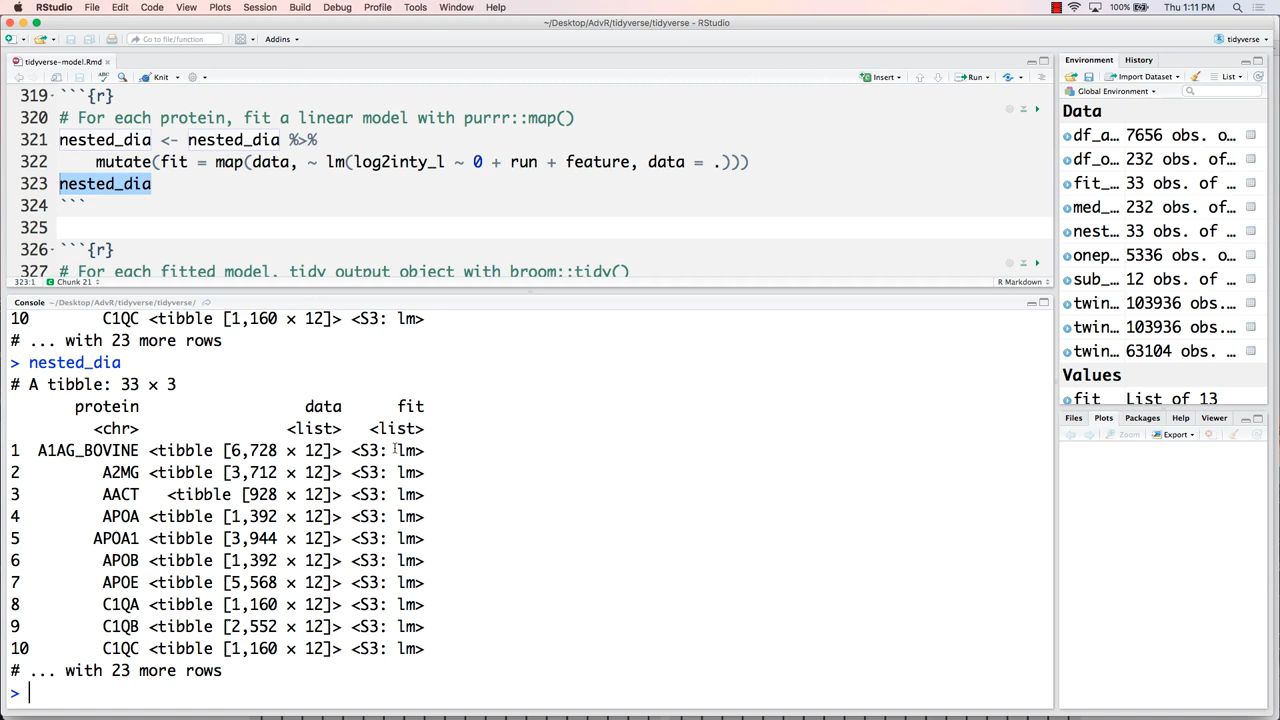 RStudio File Edit Code View Plots Session Build Debug Profile Tools Window Help 100% Thu 1:11 PM
~/Desktop/AdvR/tidyverse/tidyverse - RStudio
Go to file/function Addins tidyverse
tidyverse-model.Rmd
Knit Insert Run
319 ```{r}
320 # For each protein, fit a linear model with purrr::map()
321 nested_dia <- nested_dia %>%
322 mutate(fit = map(data, ~ lm(log2inty_l ~ 0 + run + feature, data = .)))
323 nested_dia
324 ```
325
326 ```{r}
327 # For each fitted model, tidy output object with broom::tidy()
323:1 Chunk 21 R Markdown
Console ~/Desktop/AdvR/tidyverse/tidyverse/
10 C1QC <tibble [1,160 × 12]> <S3: lm>
# ... with 23 more rows
> nested_dia
# A tibble: 33 × 3
protein data fit
<chr> <list> <list>
1 A1AG_BOVINE <tibble [6,728 × 12]> <S3: lm>
2 A2MG <tibble [3,712 × 12]> <S3: lm>
3 AACT <tibble [928 × 12]> <S3: lm>
4 APOA <tibble [1,392 × 12]> <S3: lm>
5 APOA1 <tibble [3,944 × 12]> <S3: lm>
6 APOB <tibble [1,392 × 12]> <S3: lm>
7 APOE <tibble [5,568 × 12]> <S3: lm>
8 C1QA <tibble [1,160 × 12]> <S3: lm>
9 C1QB <tibble [2,552 × 12]> <S3: lm>
10 C1QC <tibble [1,160 × 12]> <S3: lm>
# ... with 23 more rows
>
Environment History
Import Dataset List
Global Environment
Data
df_a... 7656 obs. o...
df_o... 232 obs. of...
fit_... 33 obs. of ...
med_... 232 obs. of...
nest... 33 obs. of ...
onep... 5336 obs. o...
sub_... 12 obs. of ...
twin... 103936 obs....
twin... 103936 obs....
twin... 63104 obs. ...
Values
fit List of 13
Files Plots Packages Help Viewer
Zoom Export